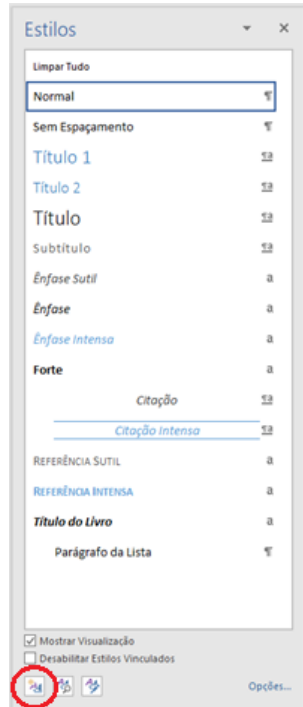 Estilos
Limpar Tudo
Normal ¶
Sem Espaçamento ¶
Título 1 ¶a
Título 2 ¶a
Título ¶a
Subtítulo ¶a
Ênfase Sutil a
Ênfase a
Ênfase Intensa a
Forte a
Citação ¶a
Citação Intensa ¶a
REFERÊNCIA SUTIL a
REFERÊNCIA INTENSA a
Título do Livro a
Parágrafo da Lista ¶
Mostrar Visualização
Desabilitar Estilos Vinculados
Opções...